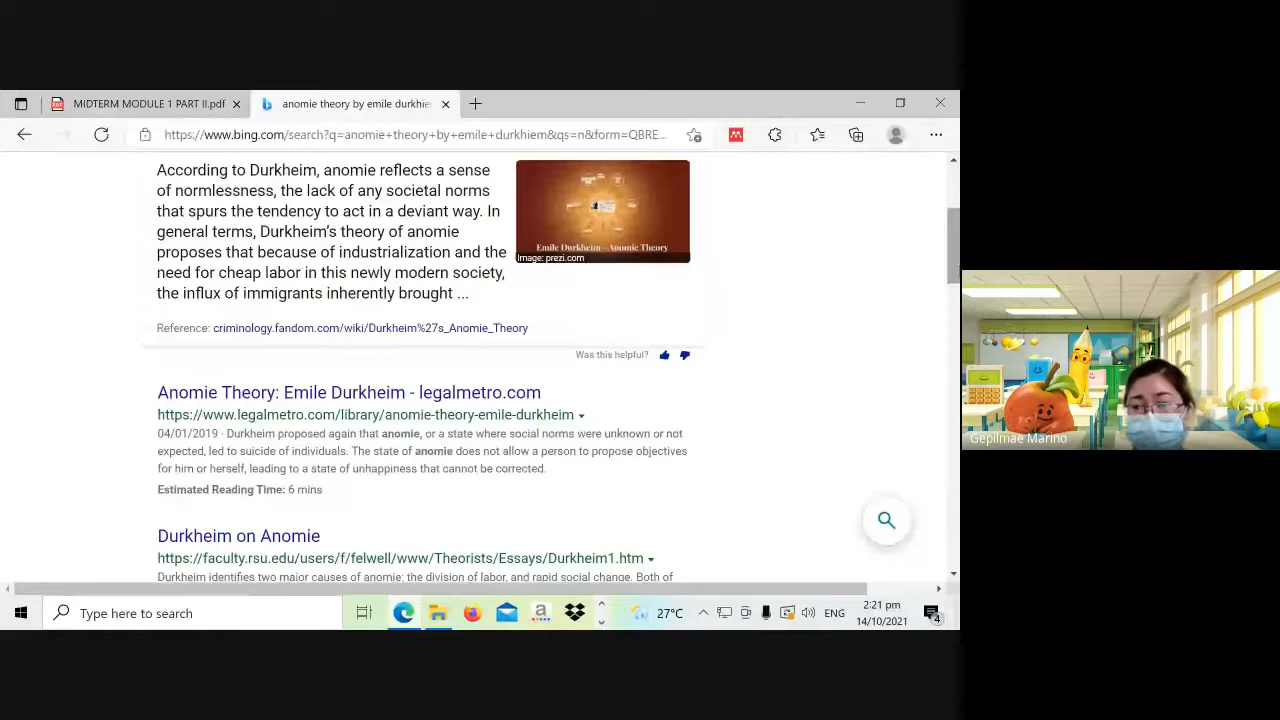 MIDTERM MODULE 1 PART II.pdf
anomie theory by emile durkhie
https://www.bing.com/search?q=anomie+theory+by+emile+durkhiem&qs=n&form=QBRE...
According to Durkheim, anomie reflects a sense
of normlessness, the lack of any societal norms
that spurs the tendency to act in a deviant way. In
general terms, Durkheim's theory of anomie
proposes that because of industrialization and the
need for cheap labor in this newly modern society,
the influx of immigrants inherently brought ...
Emile Durkheim - Anomie Theory
Image: prezi.com
Reference: criminology.fandom.com/wiki/Durkheim%27s_Anomie_Theory
Was this helpful?
Anomie Theory: Emile Durkheim - legalmetro.com
https://www.legalmetro.com/library/anomie-theory-emile-durkheim
04/01/2019 · Durkheim proposed again that anomie, or a state where social norms were unknown or not
expected, led to suicide of individuals. The state of anomie does not allow a person to propose objectives
for him or herself, leading to a state of unhappiness that cannot be corrected.
Estimated Reading Time: 6 mins
Durkheim on Anomie
https://faculty.rsu.edu/users/f/felwell/www/Theorists/Essays/Durkheim1.htm
Durkheim identifies two major causes of anomie: the division of labor, and rapid social change. Both of
Type here to search
27°C
ENG
2:21 pm
14/10/2021
4
Gepilmae Marino